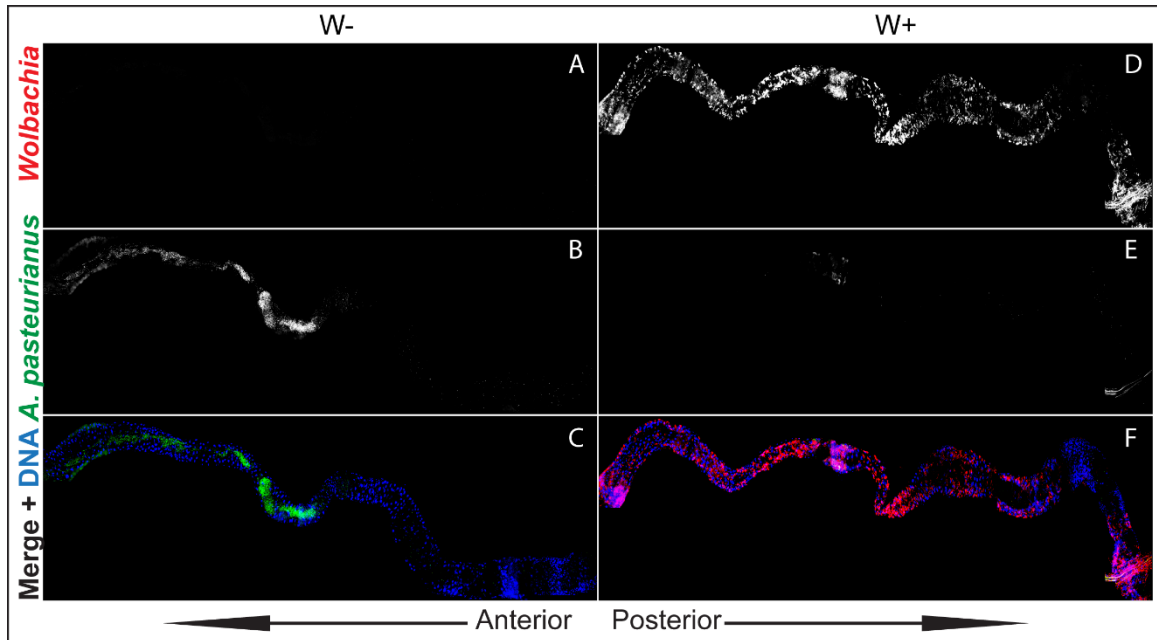 W- W+
Wolbachia
A. pasteurianus
Merge + DNA
A
D
B
E
C
F
Anterior Posterior